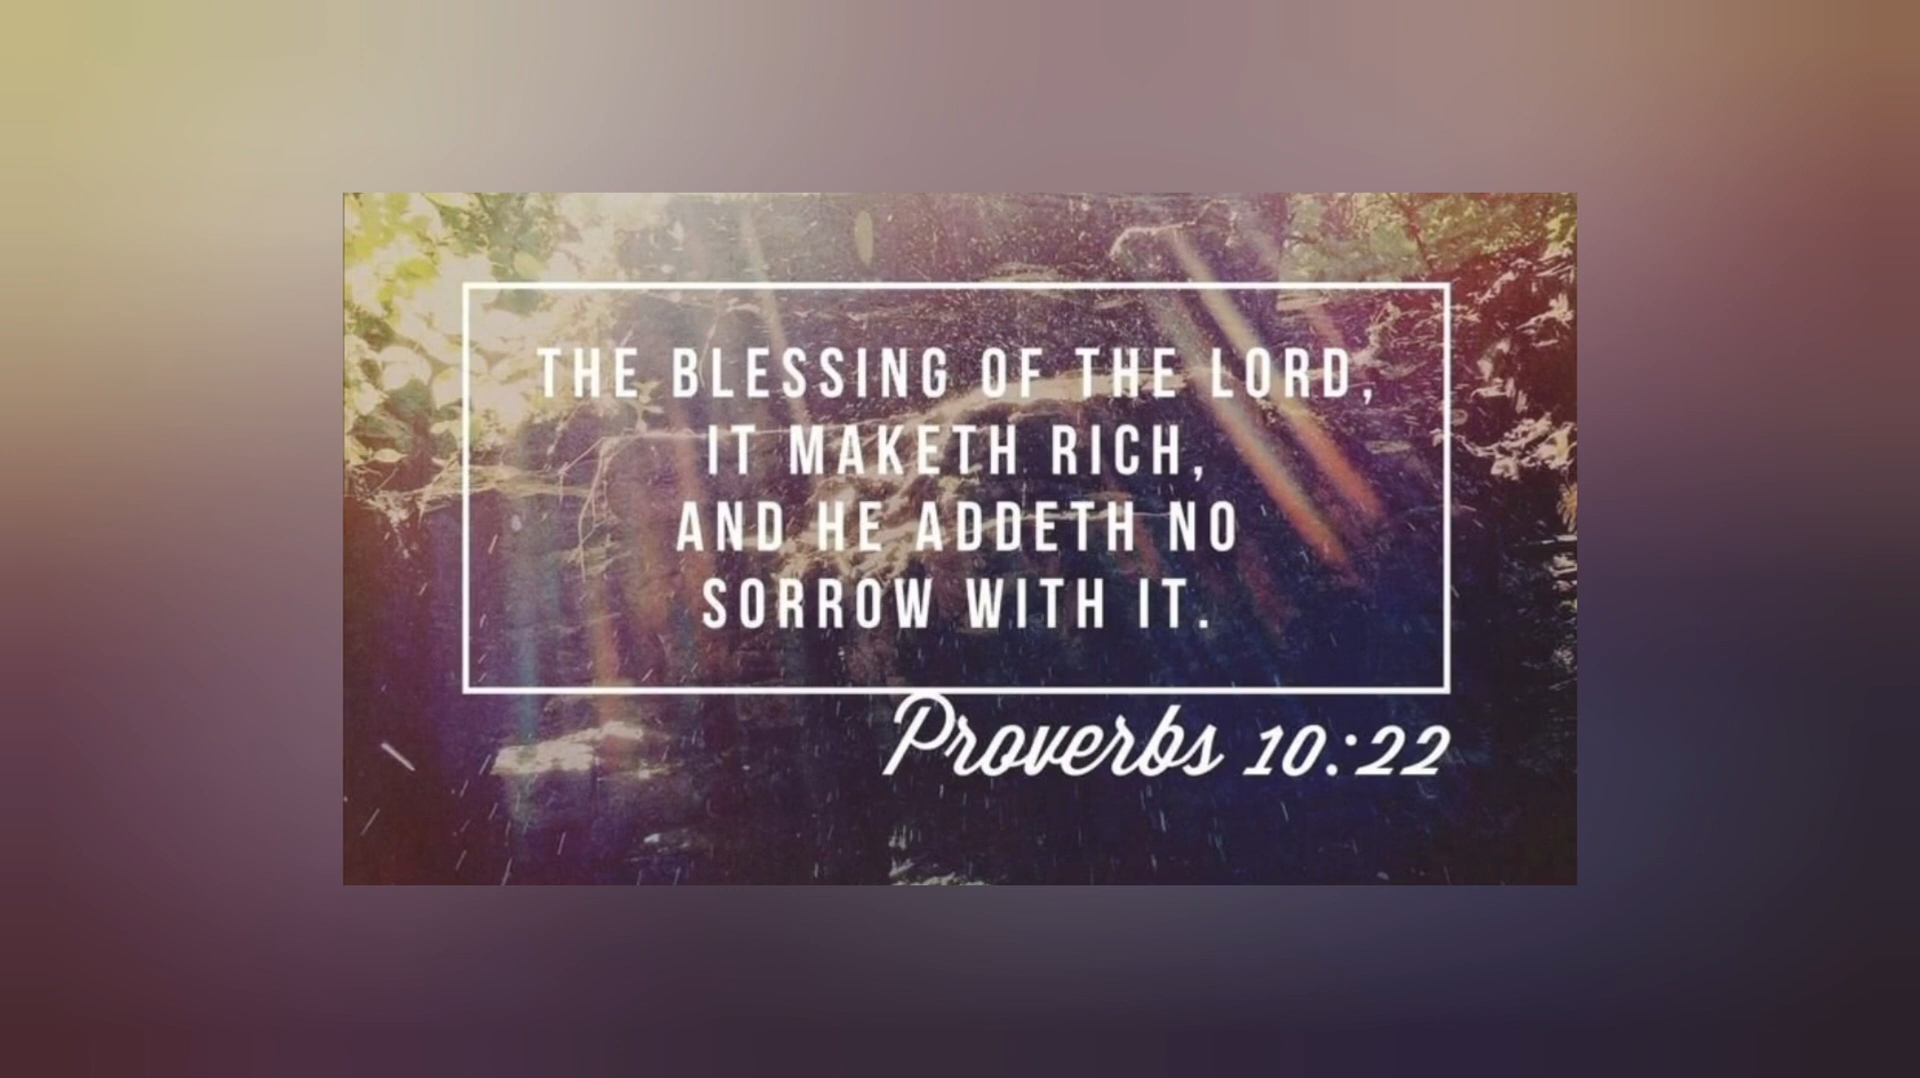 THE BLESSING OF THE LORD,
IT MAKETH RICH,
AND HE ADDETH NO
SORROW WITH IT.
Proverbs 10:22